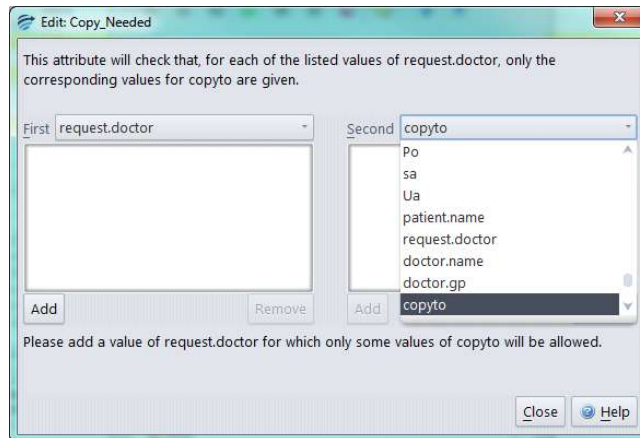 Edit: Copy_Needed
This attribute will check that, for each of the listed values of request.doctor, only the
corresponding values for copyto are given.
First request.doctor Second copyto
Po
sa
Ua
patient.name
request.doctor
doctor.name
doctor.gp
copyto
Add Remove Add
Please add a value of request.doctor for which only some values of copyto will be allowed.
Close Help